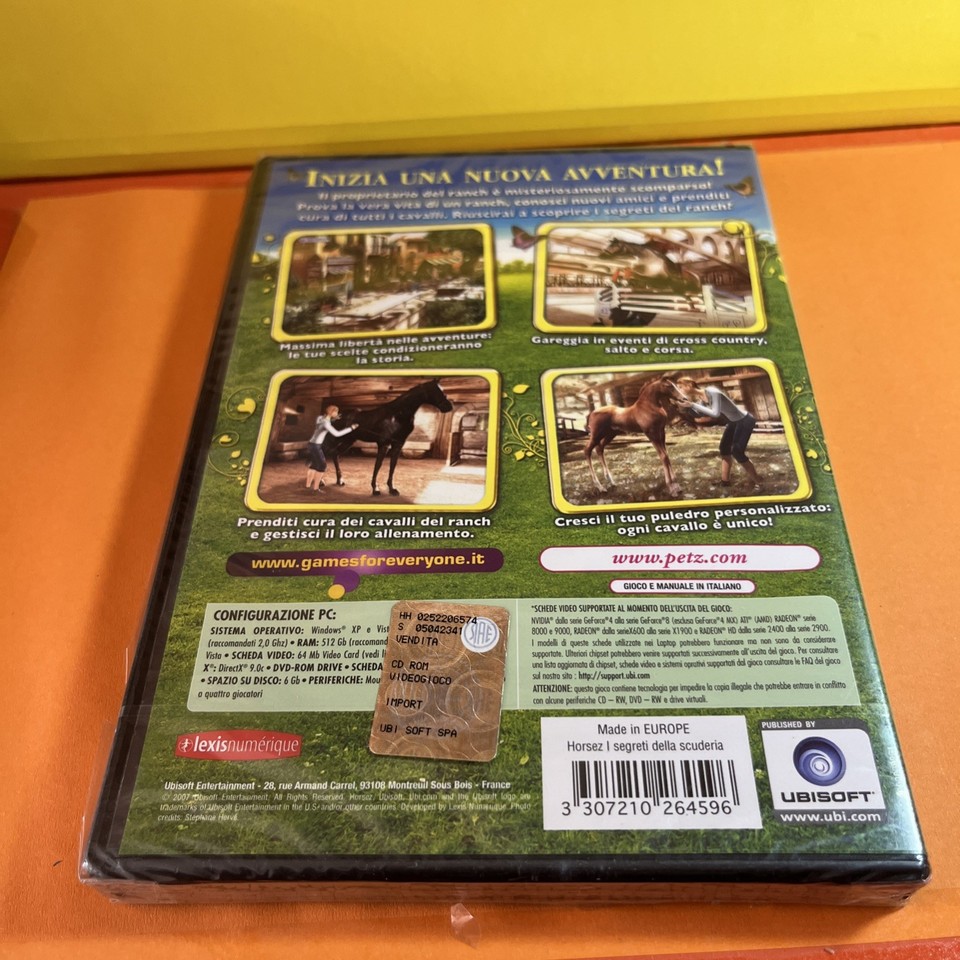 INIZIA UNA NUOVA AVVENTURA!
Il proprietario del ranch è misteriosamente scomparso!
Prova la vera vita di un ranch, conosci nuovi amici e prenditi
cura di tutti i cavalli. Riuscirai a scoprire i segreti del ranch?
Massima libertà nelle avventure:
le tue scelte condizioneranno
la storia.
Gareggia in eventi di cross country,
salto e corsa.
Prenditi cura dei cavalli del ranch
e gestisci il loro allenamento.
Cresci il tuo puledro personalizzato:
ogni cavallo è unico!
www.gamesforeveryone.it
www.petz.com
GIOCO E MANUALE IN ITALIANO
CONFIGURAZIONE PC:
SISTEMA OPERATIVO: Windows® XP e Vist
(raccomandati 2,0 Ghz) • RAM: 512 Gb (raccomand
Vista • SCHEDA VIDEO: 64 Mb Video Card (vedi li
X®: DirectX® 9.0c • DVD-ROM DRIVE • SCHEDA
• SPAZIO SU DISCO: 6 Gb • PERIFERICHE: Mou
a quattro giocatori
HH 0252206574
S 05042341
VENDITA
CD ROM
VIDEOGIOCO
IMPORT
UBI SOFT SPA
SIAE
*SCHEDE VIDEO SUPPORTATE AL MOMENTO DELL'USCITA DEL GIOCO:
NVIDIA® dalla serie GeForce®4 alla serie GeForce®8 (esclusa GeForce®4 MX) ATI® (AMD) RADEON® serie
8000 e 9000, RADEON® dalla serieX600 alla serie X1900 e RADEON® HD dalla serie 2400 alla serie 2900.
I modelli di queste schede utilizzate con Laptop potrebbero funzionare ma non sono da considerare
supportate. Ulteriori chipset potrebbero venire supportati successivamente all'uscita del gioco. Per consultare
una lista aggiornata di chipset, schede video e sistemi operativi supportati dal gioco consultare le FAQ del gioco
sul nostro sito : http://support.ubi.com
ATTENZIONE: questo gioco contiene tecnologia per impedire la copia illegale che potrebbe entrare in conflitto
con alcune periferiche CD – RW, DVD – RW e drive virtuali.
lexisnumérique
Made in EUROPE
Horsez I segreti della scuderia
3 307210 264596
PUBLISHED BY
UBISOFT®
www.ubi.com
Ubisoft Entertainment - 28, rue Armand Carrel, 93108 Montreuil Sous Bois - France
© 2007 Ubisoft Entertainment. All Rights Reserved. Horsez, Ubisoft, Ubi.com and the Ubisoft logo are
trademarks of Ubisoft Entertainment in the U.S. and/or other countries. Developed by Lexis Numerique. Photo
credits: Stephane Hervé.